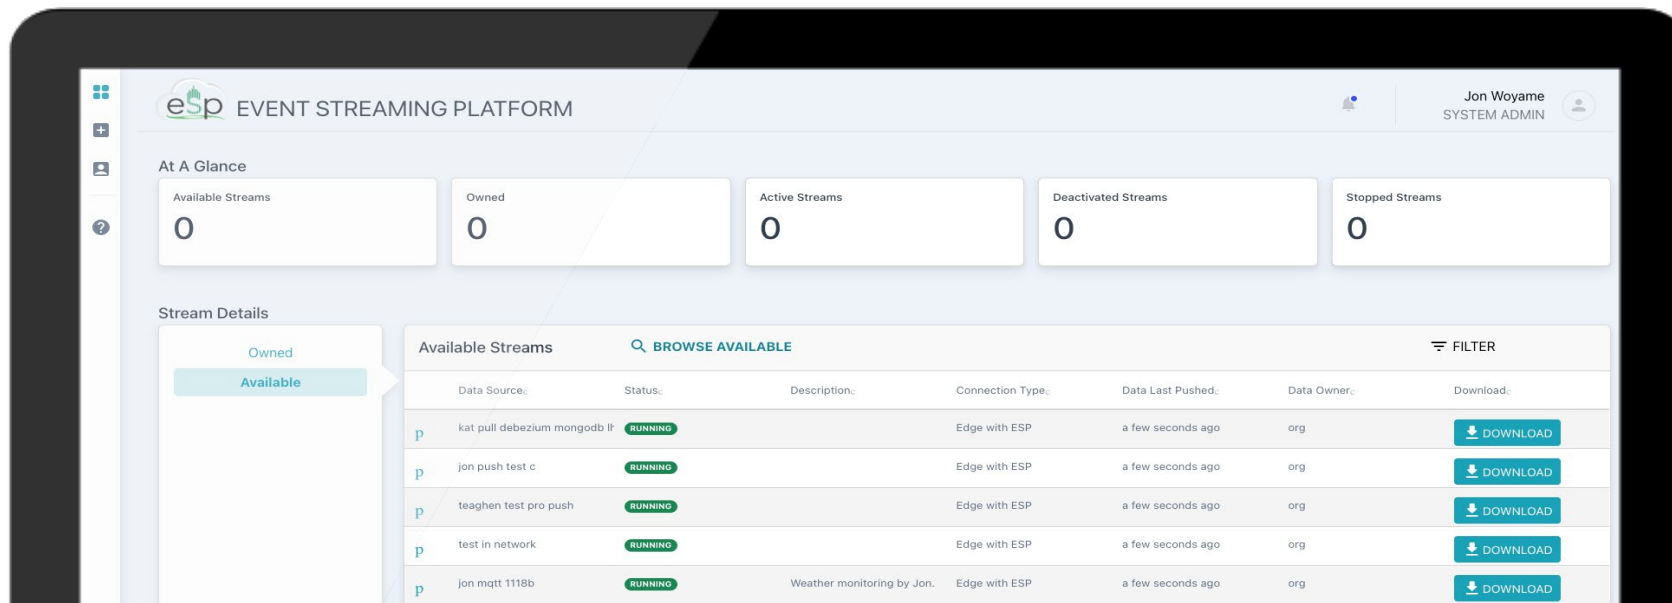 esp EVENT STREAMING PLATFORM
Jon Woyame
SYSTEM ADMIN
At A Glance
Available Streams
0
Owned
0
Active Streams
0
Deactivated Streams
0
Stopped Streams
0
Stream Details
Owned
Available
Available Streams BROWSE AVAILABLE FILTER
Data Source Status Description Connection Type Data Last Pushed Data Owner Download
p kat pull debezium mongodb RUNNING Edge with ESP a few seconds ago org DOWNLOAD
p jon push test c RUNNING Edge with ESP a few seconds ago org DOWNLOAD
p teaghen test pro push RUNNING Edge with ESP a few seconds ago org DOWNLOAD
p test in network RUNNING Edge with ESP a few seconds ago org DOWNLOAD
p jon mqtt 1118b RUNNING Weather monitoring by Jon. Edge with ESP a few seconds ago org DOWNLOAD